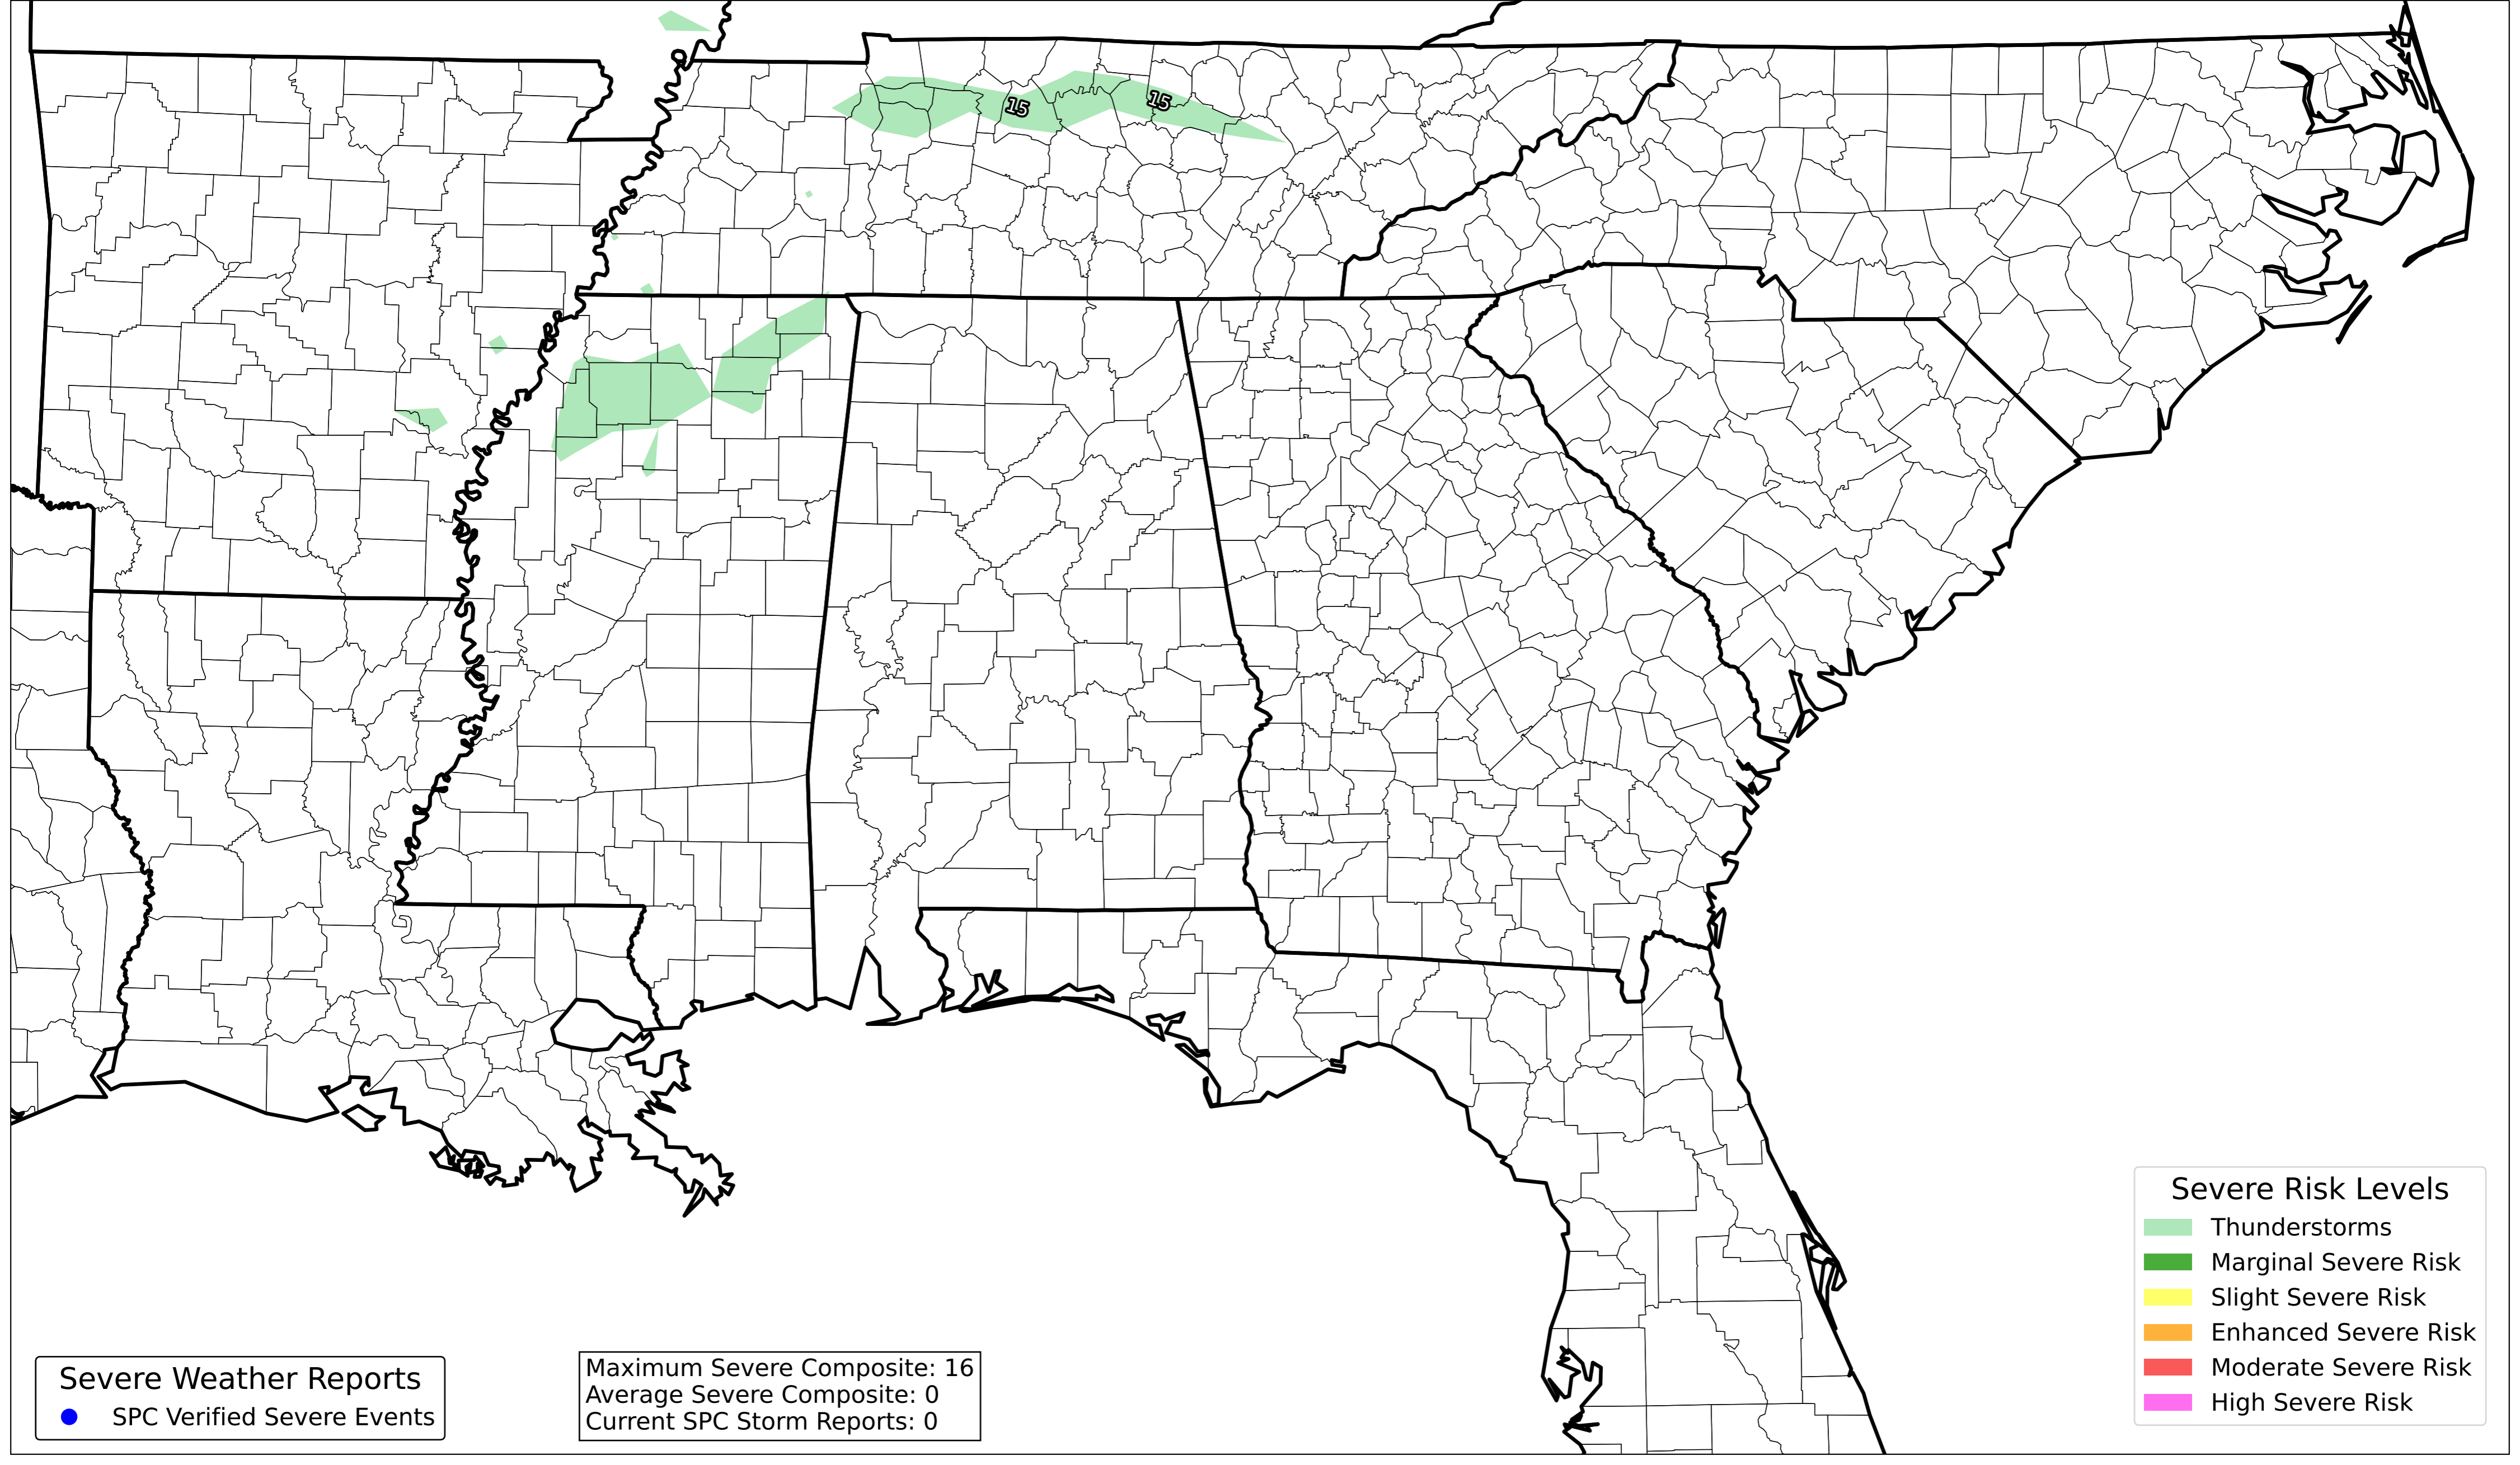 15
15
Severe Risk Levels
Thunderstorms
Marginal Severe Risk
Slight Severe Risk
Enhanced Severe Risk
Moderate Severe Risk
High Severe Risk
Severe Weather Reports
SPC Verified Severe Events
Maximum Severe Composite: 16
Average Severe Composite: 0
Current SPC Storm Reports: 0